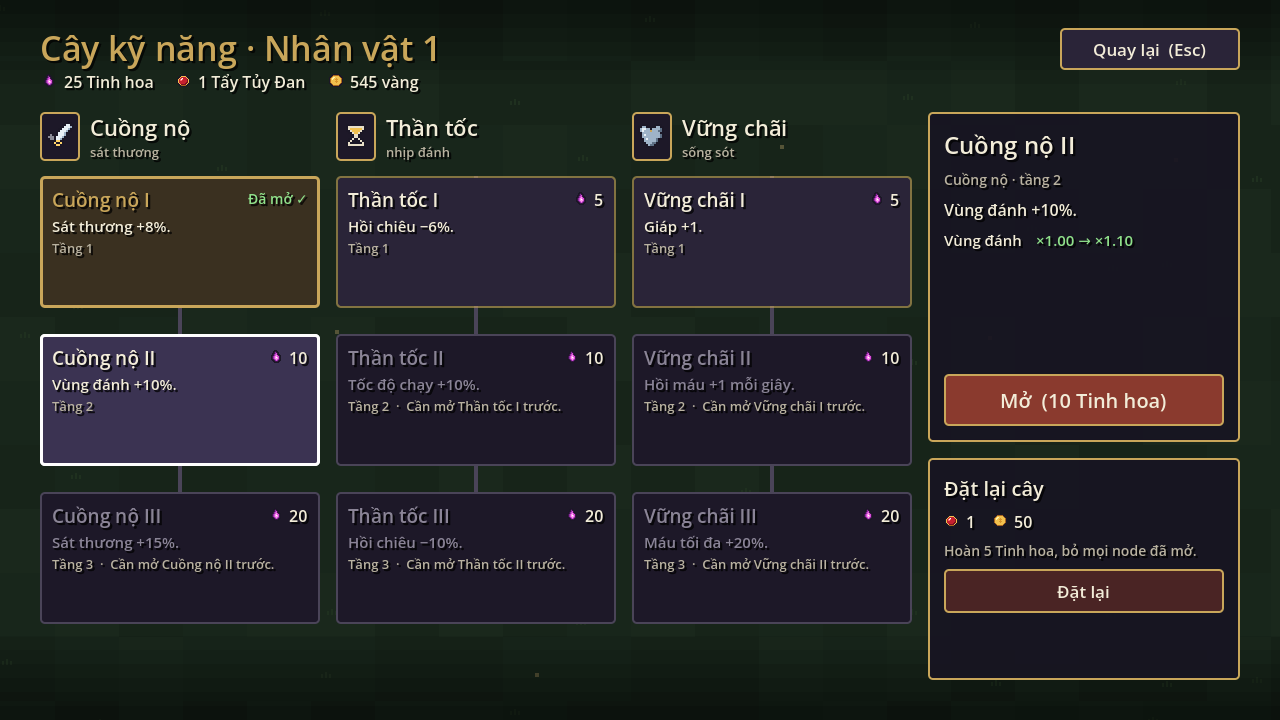 Cây kỹ năng · Nhân vật 1
25 Tinh hoa 1 Tẩy Tủy Đan 545 vàng
Quay lại (Esc)
Cuồng nộ
sát thương
Thần tốc
nhịp đánh
Vững chãi
sống sót
Cuồng nộ I Đã mở ✓
Sát thương +8%.
Tầng 1
Thần tốc I 5
Hồi chiêu −6%.
Tầng 1
Vững chãi I 5
Giáp +1.
Tầng 1
Cuồng nộ II 10
Vùng đánh +10%.
Tầng 2
Thần tốc II 10
Tốc độ chạy +10%.
Tầng 2 · Cần mở Thần tốc I trước.
Vững chãi II 10
Hồi máu +1 mỗi giây.
Tầng 2 · Cần mở Vững chãi I trước.
Cuồng nộ III 20
Sát thương +15%.
Tầng 3 · Cần mở Cuồng nộ II trước.
Thần tốc III 20
Hồi chiêu −10%.
Tầng 3 · Cần mở Thần tốc II trước.
Vững chãi III 20
Máu tối đa +20%.
Tầng 3 · Cần mở Vững chãi II trước.
Cuồng nộ II
Cuồng nộ · tầng 2
Vùng đánh +10%.
Vùng đánh ×1.00 → ×1.10
Mở (10 Tinh hoa)
Đặt lại cây
1 50
Hoàn 5 Tinh hoa, bỏ mọi node đã mở.
Đặt lại